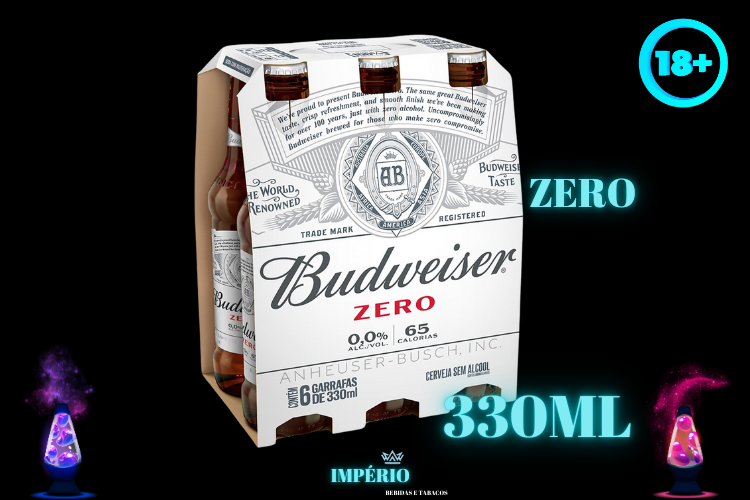 18+
We're proud to present Budweiser Zero. The same great Budweiser
taste, crisp refreshment, and smooth finish we've been making
for over 100 years, just with zero alcohol. Uncompromisingly
Budweiser brewed for those who make zero compromise.
AB
AMERICA
THE WORLD
RENOWNED
BUDWEISER
TASTE
TRADE MARK
REGISTERED
ZERO
Budweiser
ZERO
0,0%
ALC./VOL.
65
CALORIAS
ANHEUSER-BUSCH, INC.
CONTÉM 6 GARRAFAS
DE 330ml
CERVEJA SEM ÁLCOOL
330ML
IMPÉRIO
BEBIDAS E TABACOS